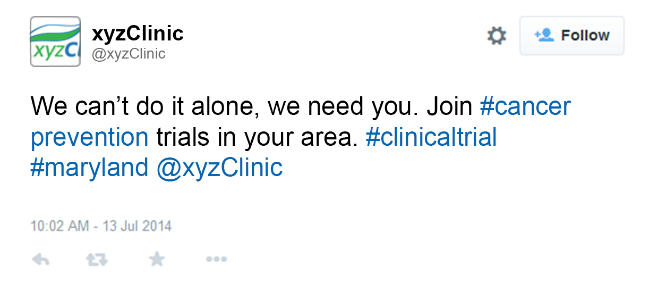 xyzClinic
@xyzClinic
Follow
xyzC
We can’t do it alone, we need you. Join #cancer
prevention trials in your area. #clinicaltrial
#maryland @xyzClinic
10:02 AM - 13 Jul 2014